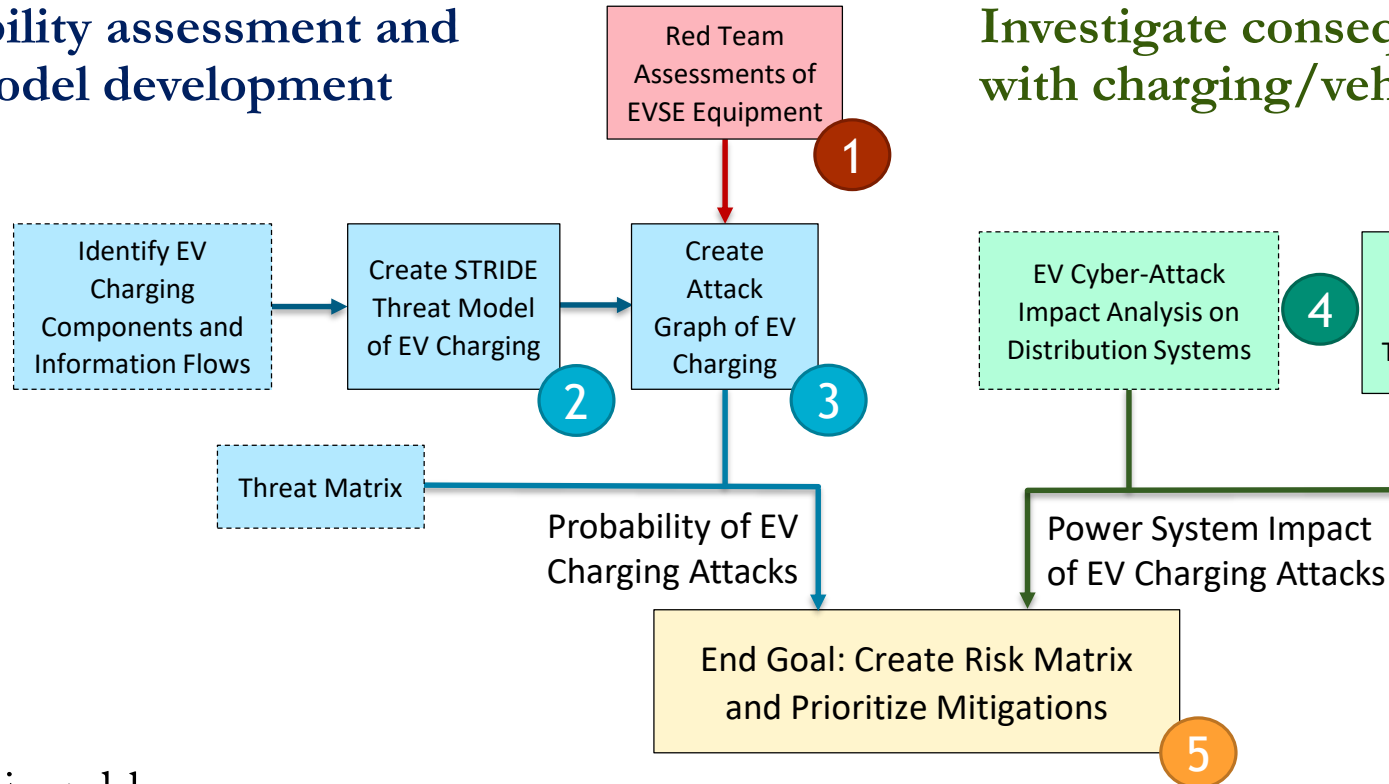 bility assessment and
odel development
Red Team
Assessments of
EVSE Equipment
1
Investigate conseq
with charging/veh
Identify EV
Charging
Components and
Information Flows
Create STRIDE
Threat Model
of EV Charging
2
Create
Attack
Graph of EV
Charging
3
EV Cyber-Attack
Impact Analysis on
Distribution Systems
4
T
Threat Matrix
Probability of EV
Charging Attacks
Power System Impact
of EV Charging Attacks
End Goal: Create Risk Matrix
and Prioritize Mitigations
5